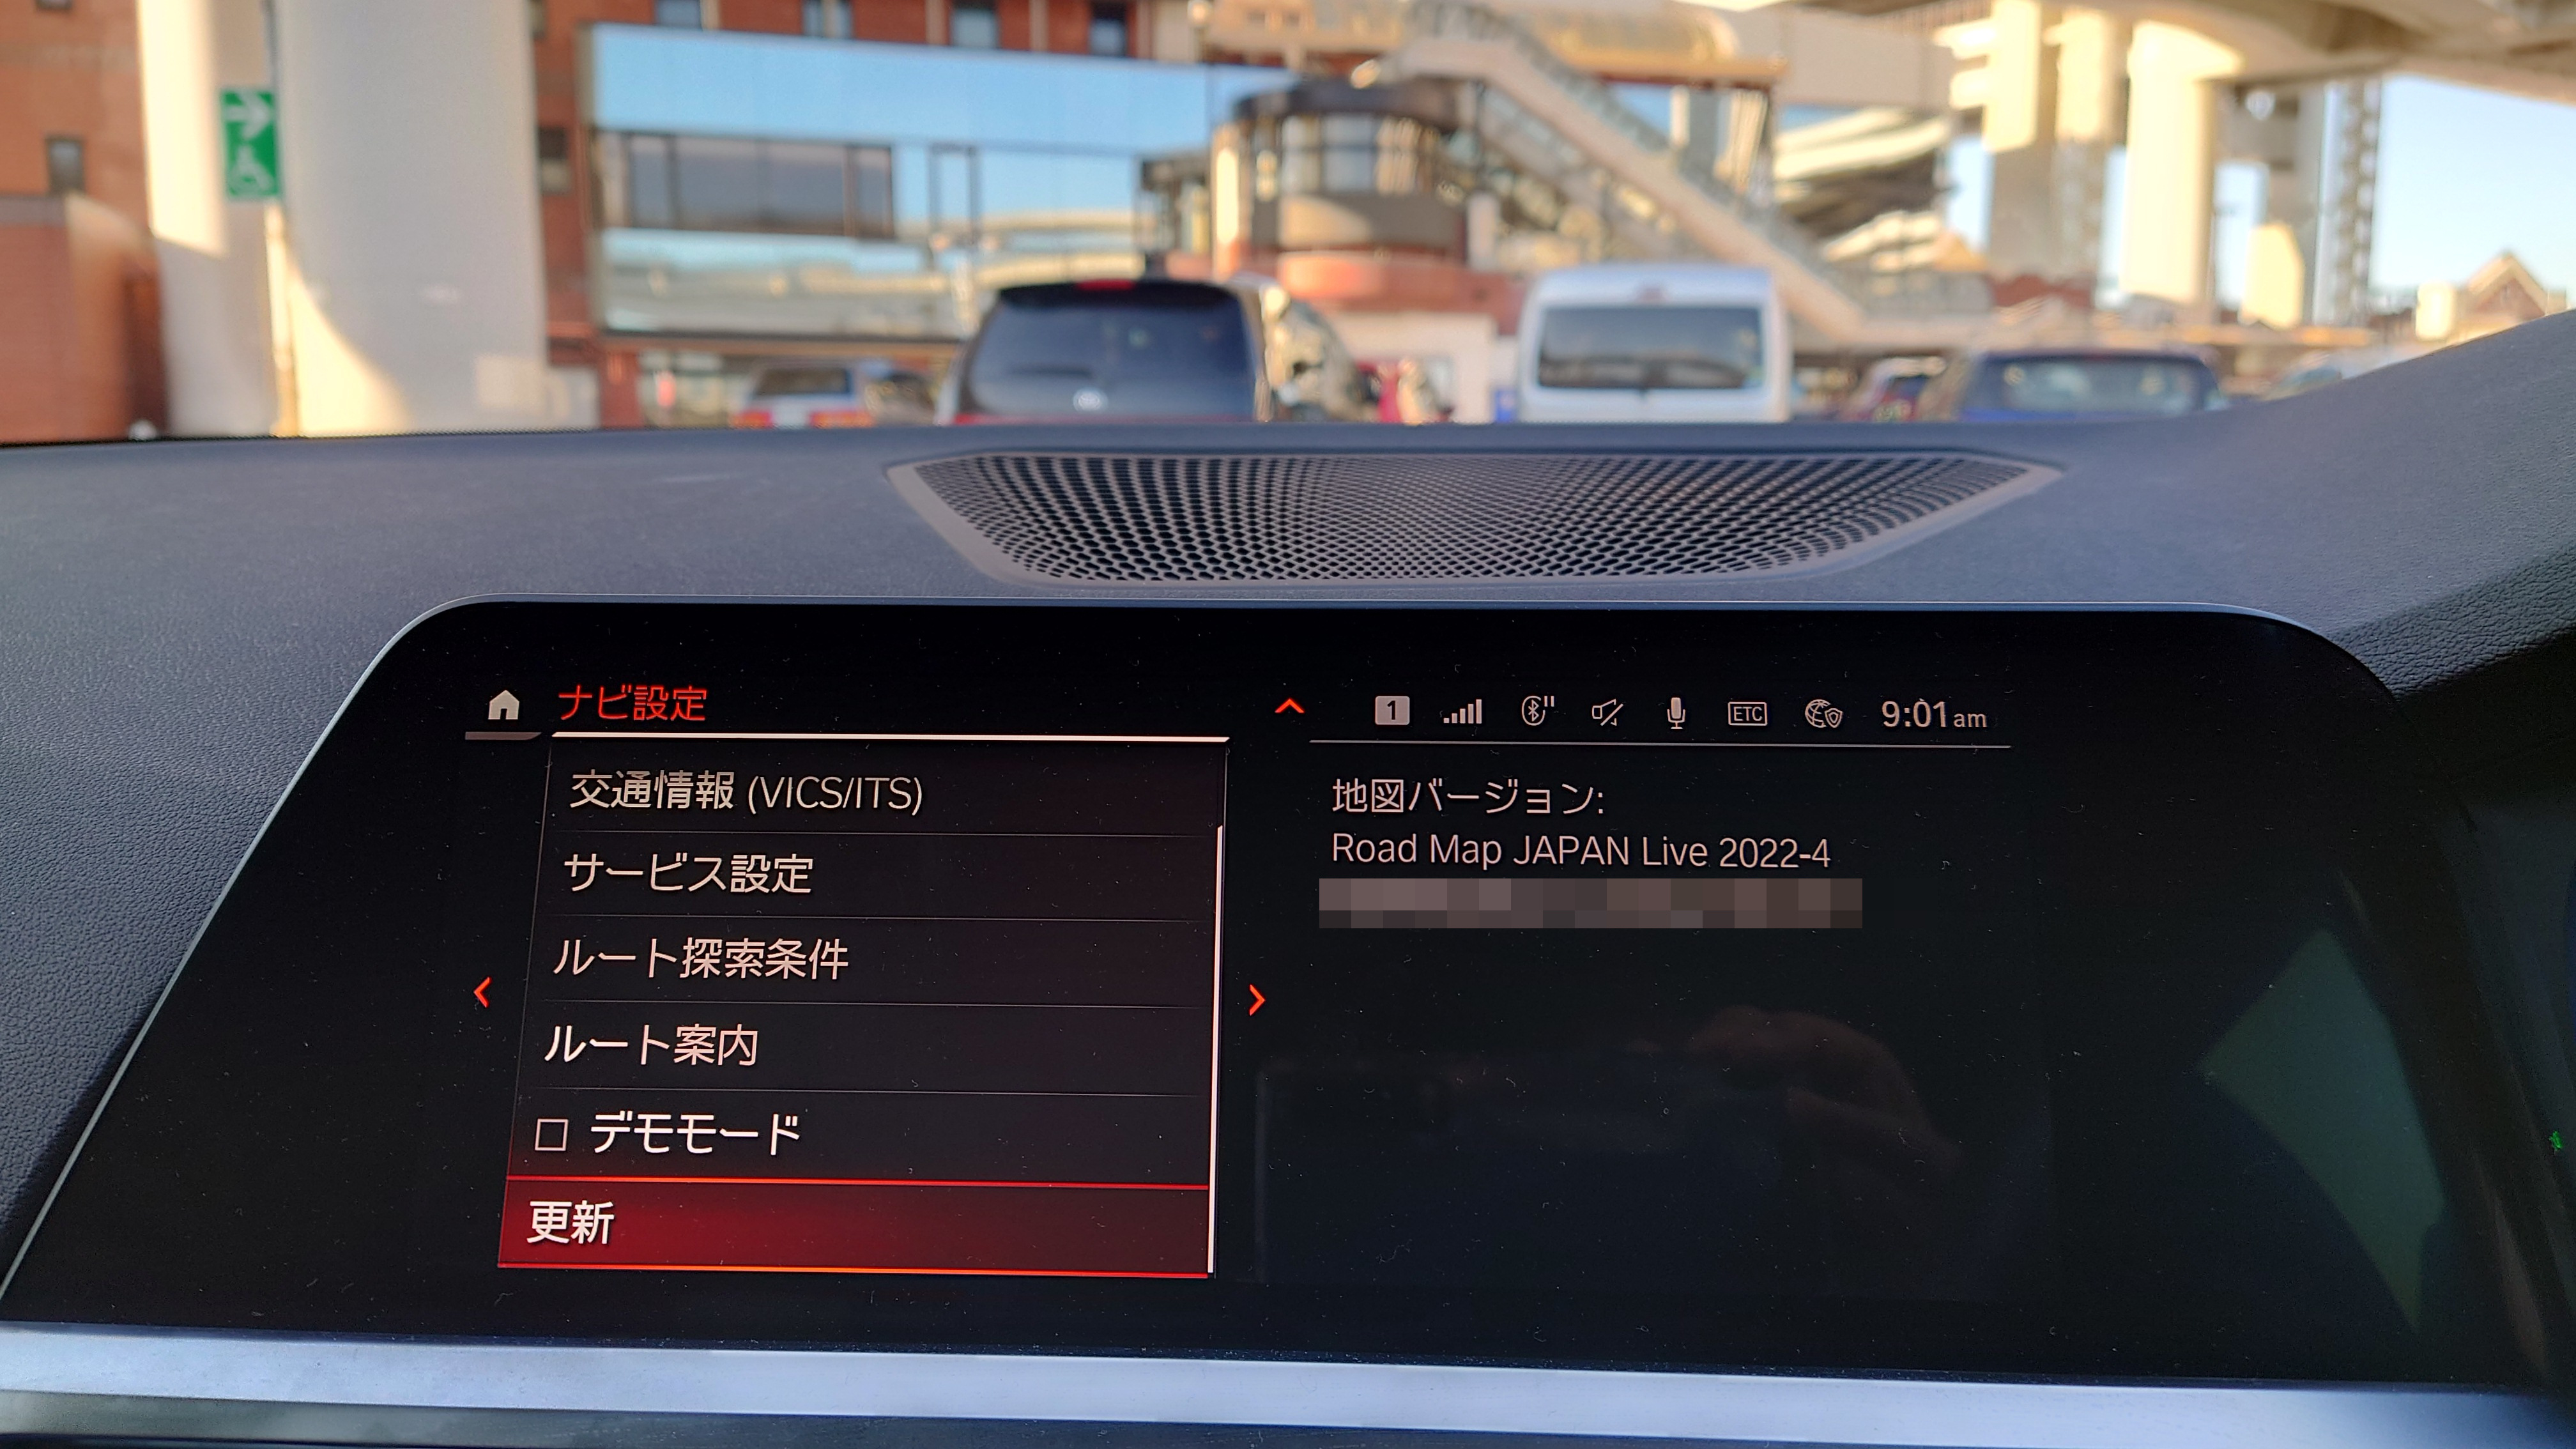 ナビ設定
1
ETC
9:01am
交通情報 (VICS/ITS)
サービス設定
ルート探索条件
ルート案内
デモモード
更新
地図バージョン:
Road Map JAPAN Live 2022-4